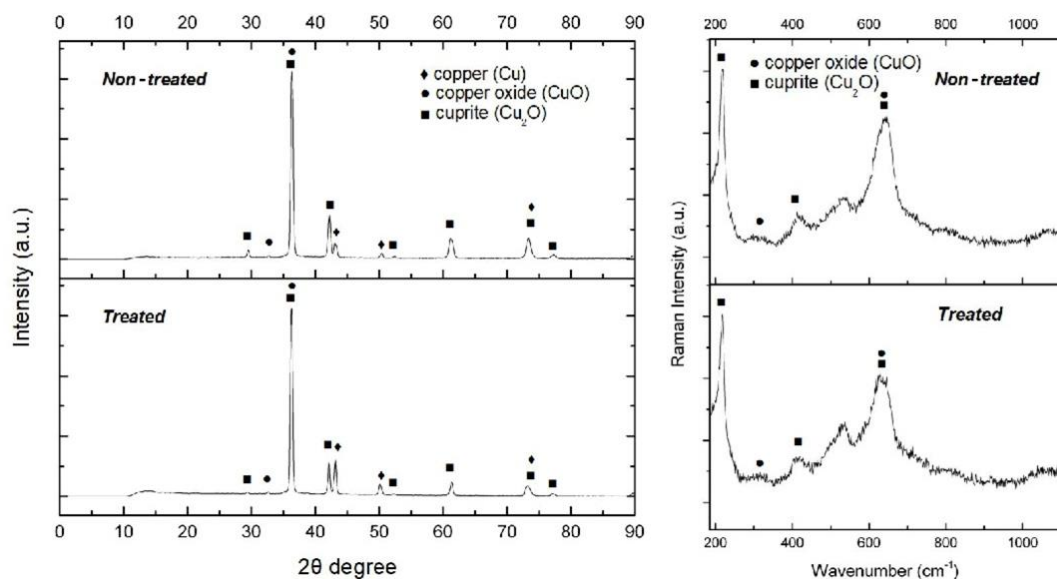 0 10 20 30 40 50 60 70 80 90
Non-treated
♦ copper (Cu)
● copper oxide (CuO)
■ cuprite (Cu₂O)
Treated
Intensity (a.u.)
0 10 20 30 40 50 60 70 80 90
2θ degree
200 400 600 800 1000
● copper oxide (CuO)
■ cuprite (Cu₂O)
Non-treated
Treated
Raman Intensity (a.u.)
200 400 600 800 1000
Wavenumber (cm⁻¹)